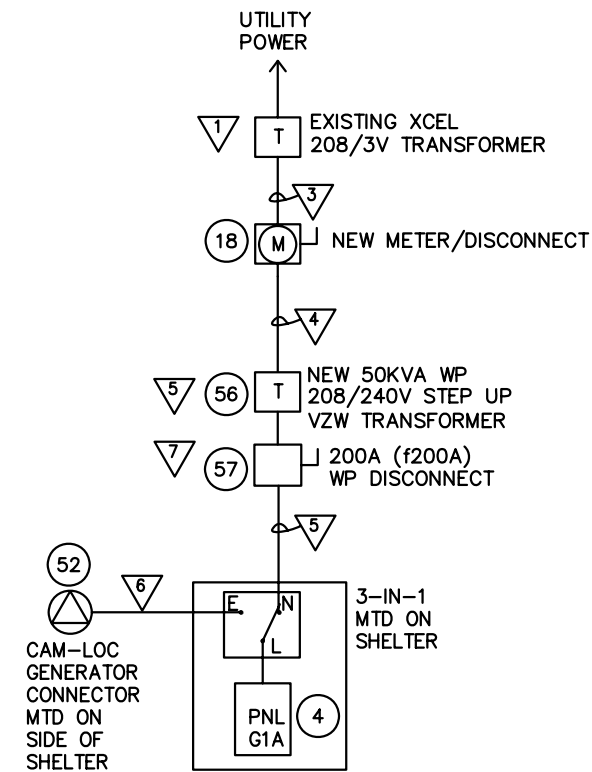 UTILITY
POWER
1
T
EXISTING XCEL
208/3V TRANSFORMER
3
18
M
NEW METER/DISCONNECT
4
5
56
T
NEW 50KVA WP
208/240V STEP UP
VZW TRANSFORMER
7
57
200A (f200A)
WP DISCONNECT
5
52
6
E
N
L
3-IN-1
MTD ON
SHELTER
CAM-LOC
GENERATOR
CONNECTOR
MTD ON
SIDE OF
SHELTER
PNL
G1A
4